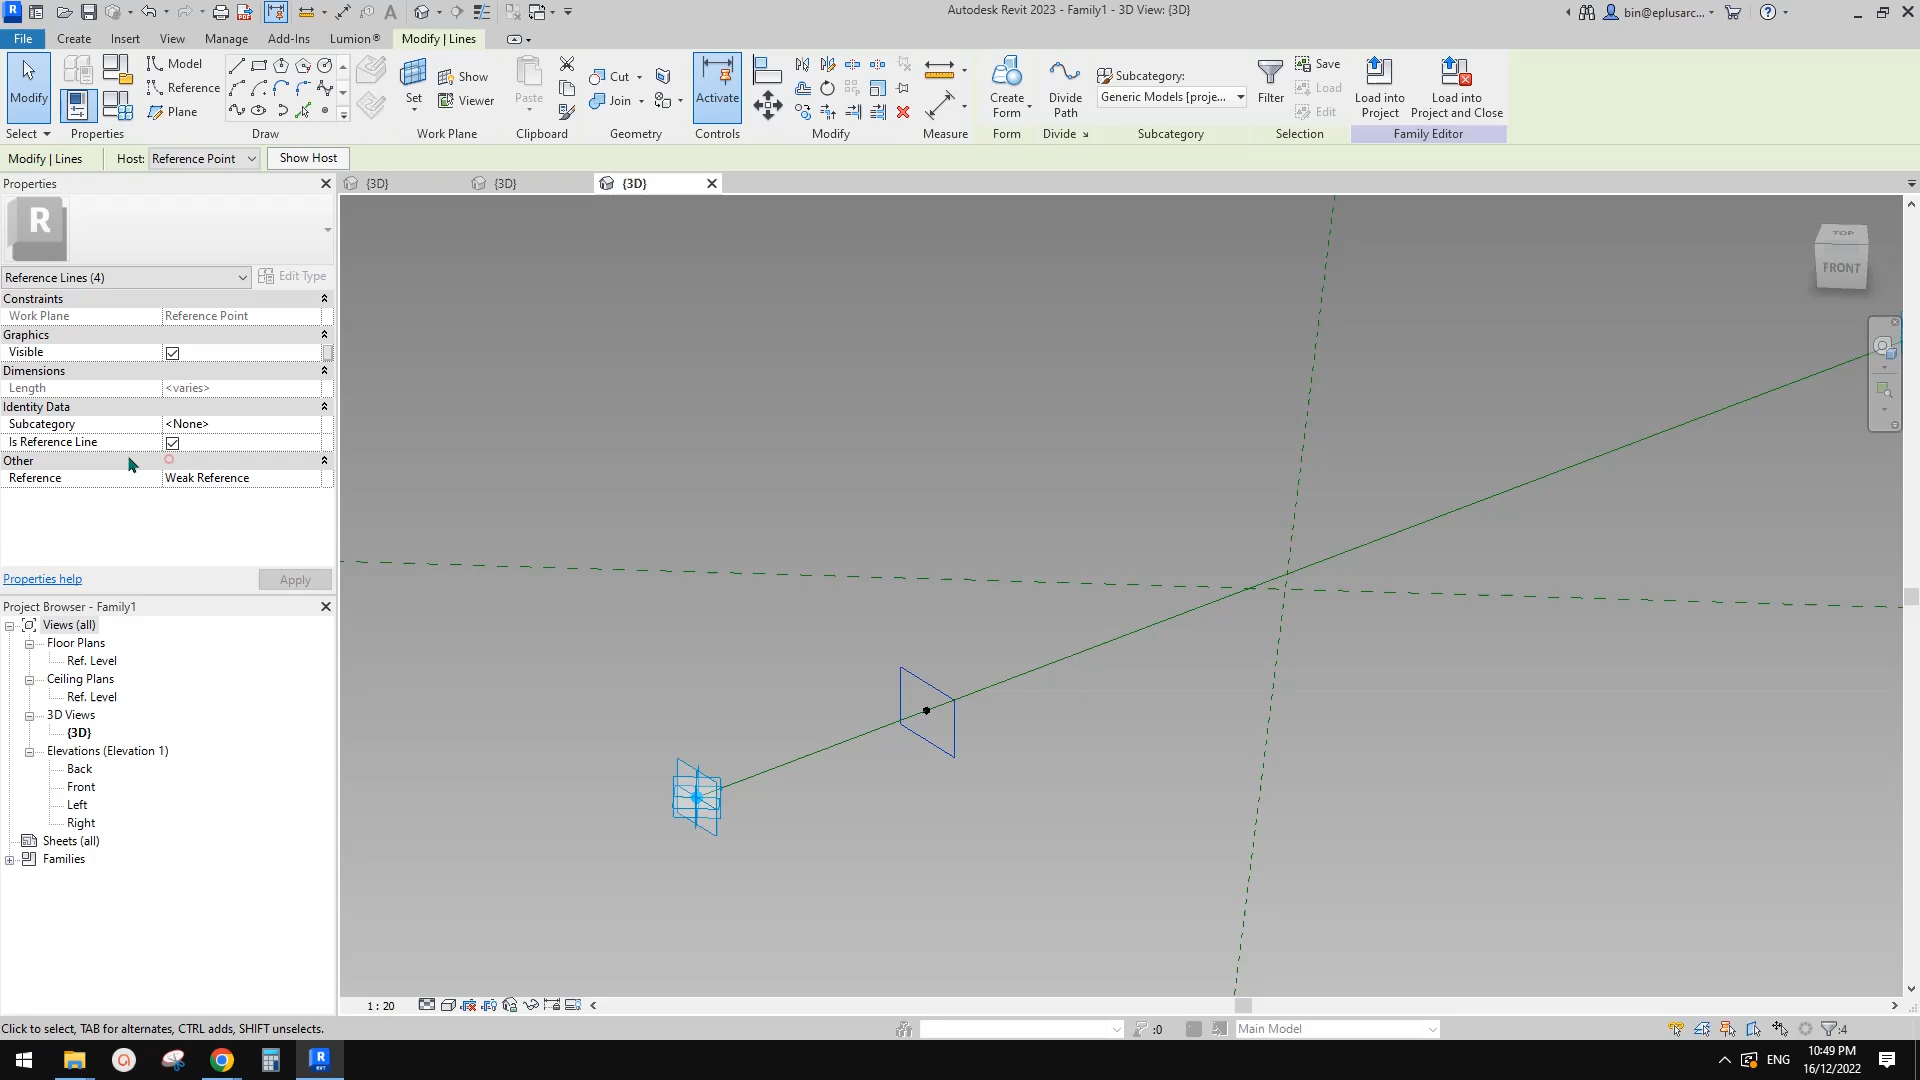 Autodesk Revit 2023 - Family1 - 3D View: {3D}
bin@eplusarc...
File
Create
Insert
View
Manage
Add-Ins
Lumion®
Modify | Lines
Modify
Model
Reference
Plane
Set
Show
Viewer
Paste
Cut
Join
Activate
Create
Form
Divide
Path
Subcategory:
Generic Models [proje...
Filter
Save
Load
Edit
Load into
Project
Load into
Project and Close
Select
Properties
Draw
Work Plane
Clipboard
Geometry
Controls
Modify
Measure
Form
Divide
Subcategory
Selection
Family Editor
Modify | Lines
Host:
Reference Point
Show Host
Properties
{3D}
{3D}
{3D}
R
Reference Lines (4)
Edit Type
Constraints
Work Plane
Reference Point
Graphics
Visible
Dimensions
Length
<varies>
Identity Data
Subcategory
<None>
Is Reference Line
Other
Reference
Weak Reference
Properties help
Apply
TOP
FRONT
Project Browser - Family1
Views (all)
Floor Plans
Ref. Level
Ceiling Plans
Ref. Level
3D Views
{3D}
Elevations (Elevation 1)
Back
Front
Left
Right
Sheets (all)
Families
1 : 20
Click to select, TAB for alternates, CTRL adds, SHIFT unselects.
:0
Main Model
:4
ENG
10:49 PM
16/12/2022